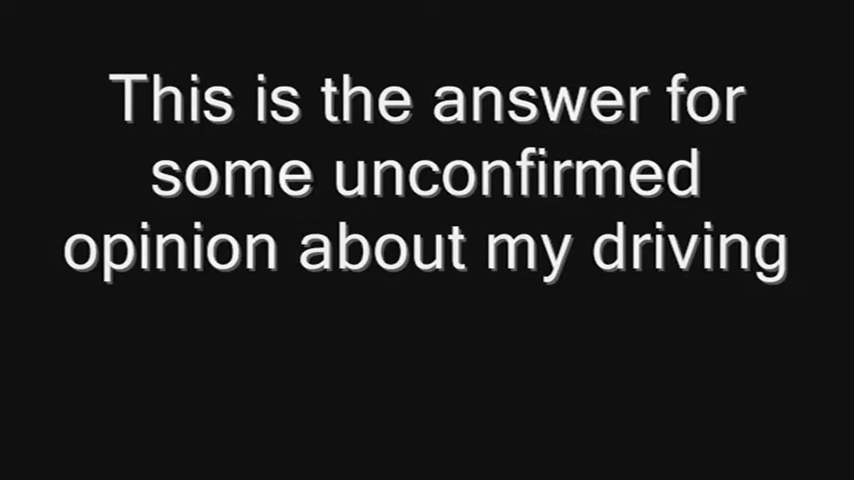 This is the answer for
some unconfirmed
opinion about my driving